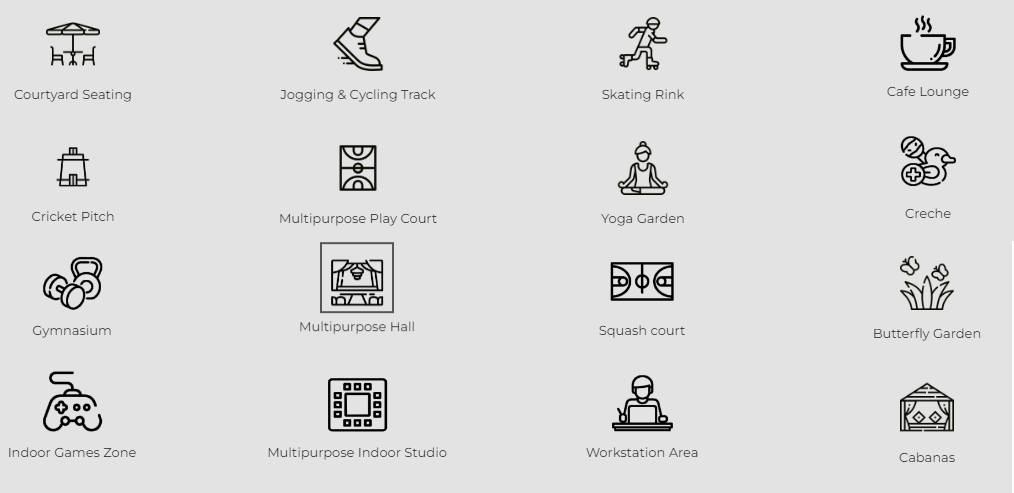 Courtyard Seating
Jogging & Cycling Track
Skating Rink
Cafe Lounge
Cricket Pitch
Multipurpose Play Court
Yoga Garden
Creche
Gymnasium
Multipurpose Hall
Squash court
Butterfly Garden
Indoor Games Zone
Multipurpose Indoor Studio
Workstation Area
Cabanas